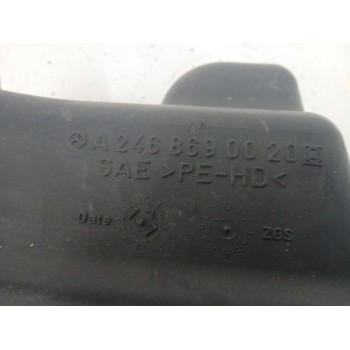 A 246 869 00 20
SAE >PE-HD<
Date ZGS